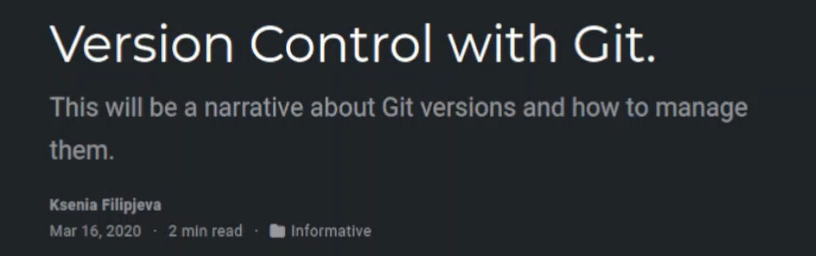 Version Control with Git.
This will be a narrative about Git versions and how to manage
them.
Ksenia Filipjeva
Mar 16, 2020 · 2 min read · Informative